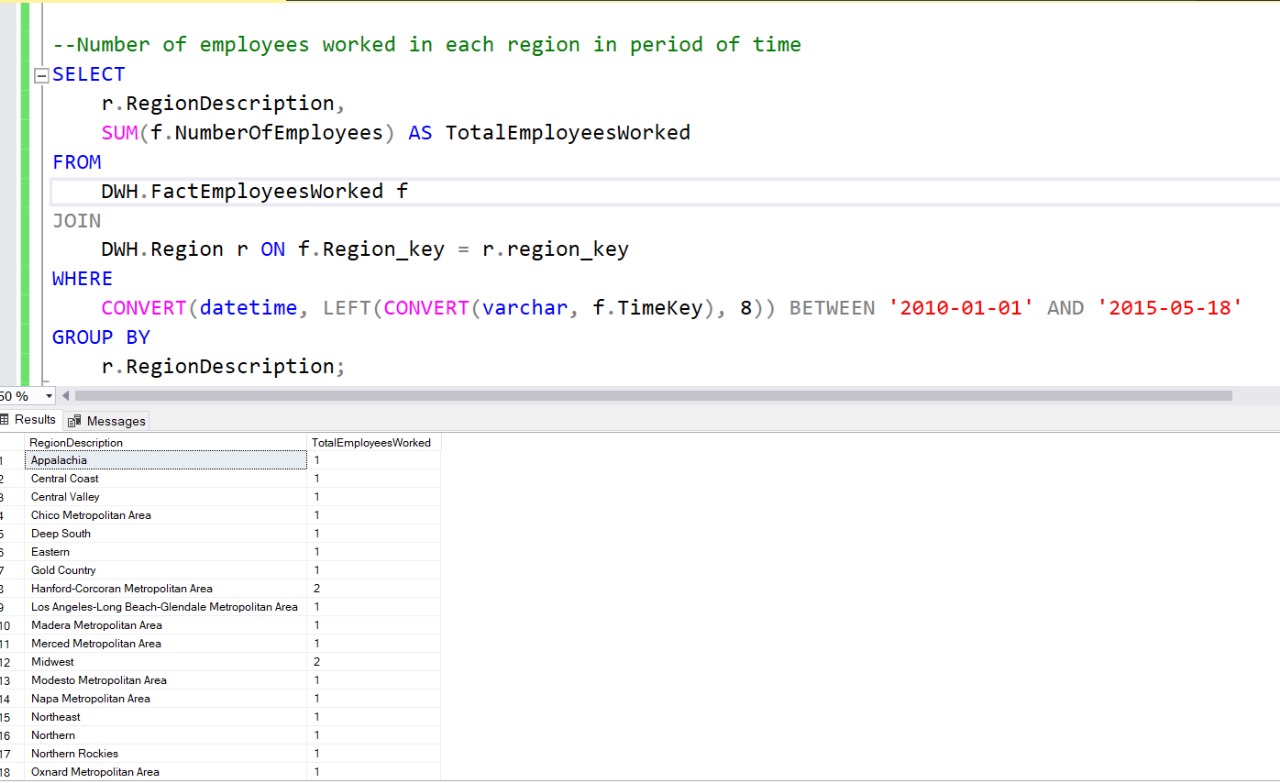 --Number of employees worked in each region in period of time
SELECT
r.RegionDescription,
SUM(f.NumberOfEmployees) AS TotalEmployeesWorked
FROM
DWH.FactEmployeesWorked f
JOIN
DWH.Region r ON f.Region_key = r.region_key
WHERE
CONVERT(datetime, LEFT(CONVERT(varchar, f.TimeKey), 8)) BETWEEN '2010-01-01' AND '2015-05-18'
GROUP BY
r.RegionDescription;
50 %
Results Messages
RegionDescription TotalEmployeesWorked
1 Appalachia 1
2 Central Coast 1
3 Central Valley 1
4 Chico Metropolitan Area 1
5 Deep South 1
6 Eastern 1
7 Gold Country 1
8 Hanford-Corcoran Metropolitan Area 2
9 Los Angeles-Long Beach-Glendale Metropolitan Area 1
10 Madera Metropolitan Area 1
11 Merced Metropolitan Area 1
12 Midwest 2
13 Modesto Metropolitan Area 1
14 Napa Metropolitan Area 1
15 Northeast 1
16 Northern 1
17 Northern Rockies 1
18 Oxnard Metropolitan Area 1